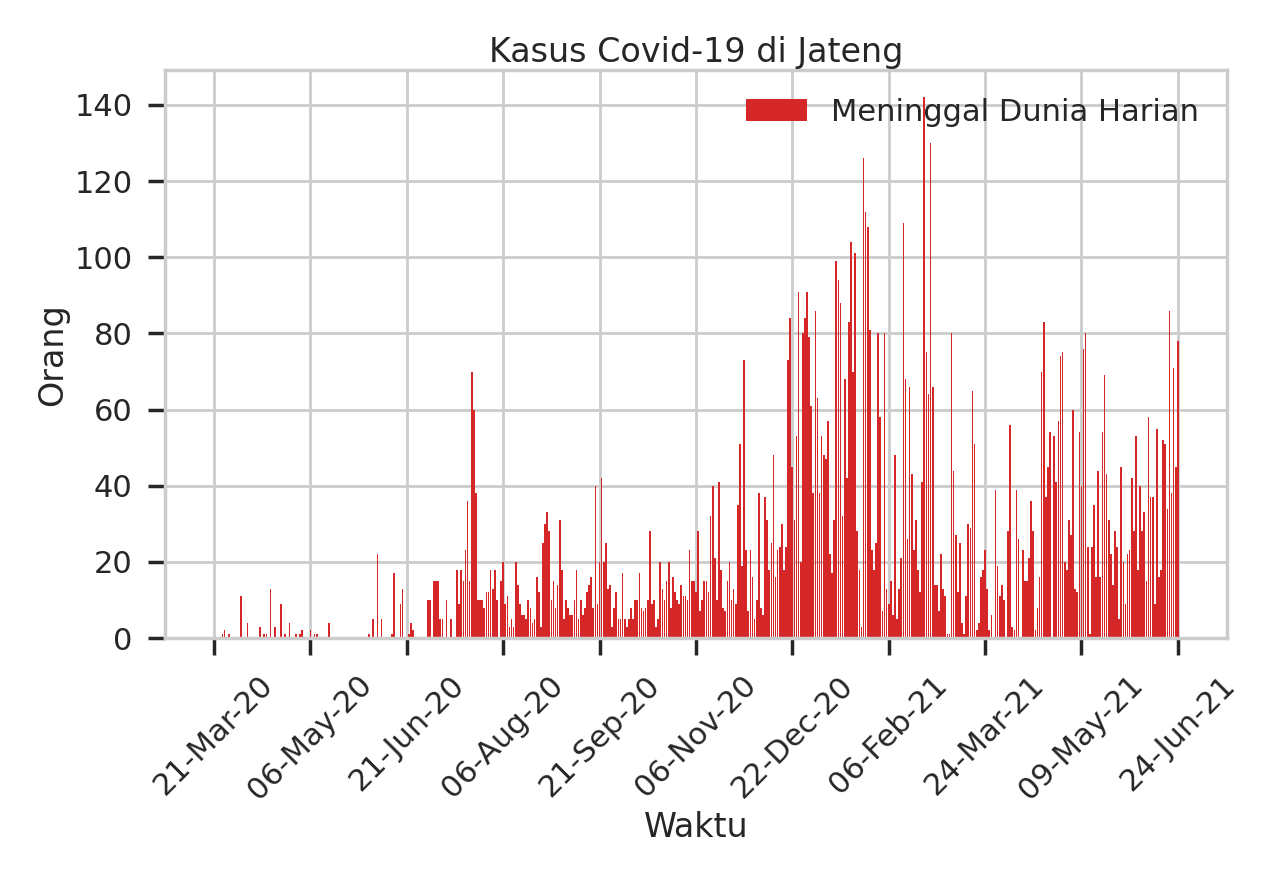 Kasus Covid-19 di Jateng
Meninggal Dunia Harian
140
120
100
80
60
40
20
0
Orang
21-Mar-20
06-May-20
21-Jun-20
06-Aug-20
21-Sep-20
06-Nov-20
22-Dec-20
06-Feb-21
24-Mar-21
09-May-21
24-Jun-21
Waktu